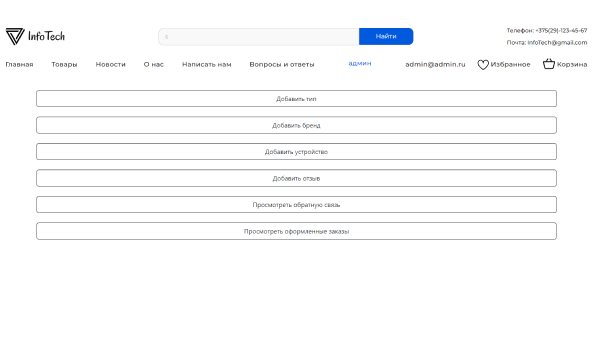 InfoTech
Найти
Телефон: +375(29)-123-45-67
Почта: InfoTech@gmail.com
Главная Товары Новости О нас Написать нам Вопросы и ответы админ admin@admin.ru Избранное Корзина
Добавить тип
Добавить бренд
Добавить устройство
Добавить отзыв
Просмотреть обратную связь
Просмотреть оформленные заказы